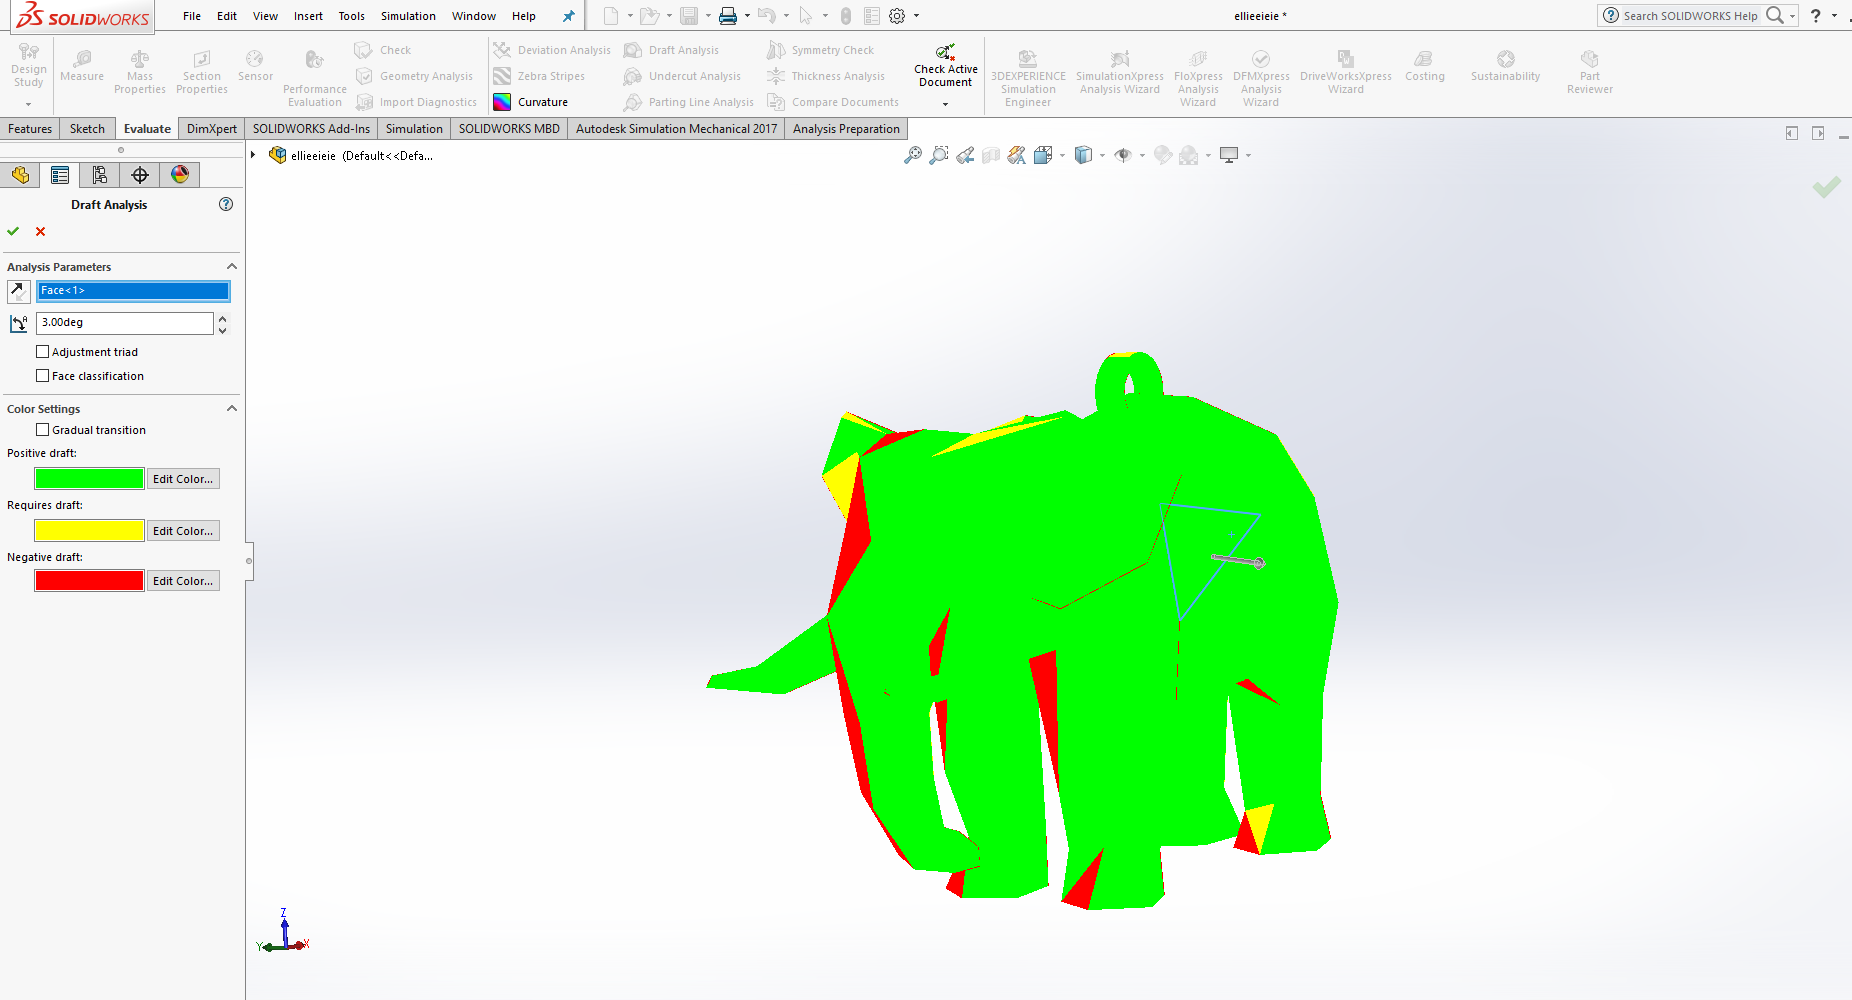 SOLIDWORKS
File Edit View Insert Tools Simulation Window Help
ellieeieie *
Search SOLIDWORKS Help
?
Design Study
Measure
Mass Properties
Section Properties
Sensor
Performance Evaluation
Check
Geometry Analysis
Import Diagnostics
Deviation Analysis
Zebra Stripes
Curvature
Draft Analysis
Undercut Analysis
Parting Line Analysis
Symmetry Check
Thickness Analysis
Compare Documents
Check Active Document
3DEXPERIENCE Simulation Engineer
SimulationXpress Analysis Wizard
FloXpress Analysis Wizard
DFMXpress Analysis Wizard
DriveWorksXpress Wizard
Costing
Sustainability
Part Reviewer
Features Sketch Evaluate DimXpert SOLIDWORKS Add-Ins Simulation SOLIDWORKS MBD Autodesk Simulation Mechanical 2017 Analysis Preparation
ellieeieie (Default<<Defa...
Draft Analysis
?
Analysis Parameters
Face<1>
3.00deg
Adjustment triad
Face classification
Color Settings
Gradual transition
Positive draft:
Edit Color...
Requires draft:
Edit Color...
Negative draft:
Edit Color...
Z
Y
X